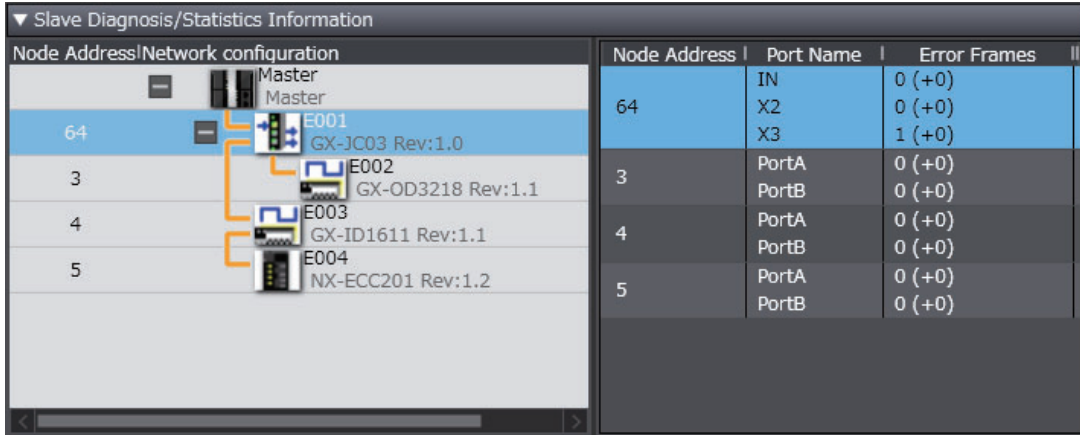 ▼ Slave Diagnosis/Statistics Information
Node Address Network configuration
Master
Master
64 E001
GX-JC03 Rev:1.0
3 E002
GX-OD3218 Rev:1.1
4 E003
GX-ID1611 Rev:1.1
5 E004
NX-ECC201 Rev:1.2
Node Address Port Name Error Frames
64 IN 0 (+0)
X2 0 (+0)
X3 1 (+0)
3 PortA 0 (+0)
PortB 0 (+0)
4 PortA 0 (+0)
PortB 0 (+0)
5 PortA 0 (+0)
PortB 0 (+0)